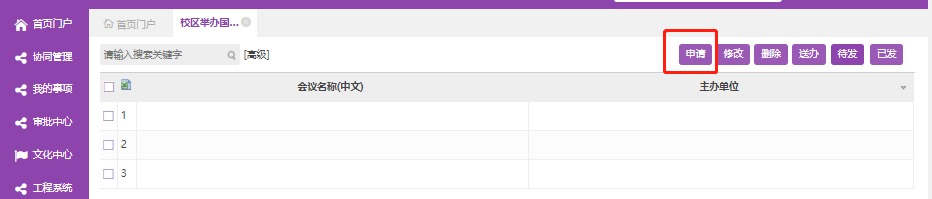 首页门户
协同管理
我的事项
审批中心
文化中心
工程系统
首页门户 校区举办国...
请输入搜索关键字 [高级] 申请 修改 删除 送办 待发 已发
会议名称(中文) 主办单位
1
2
3